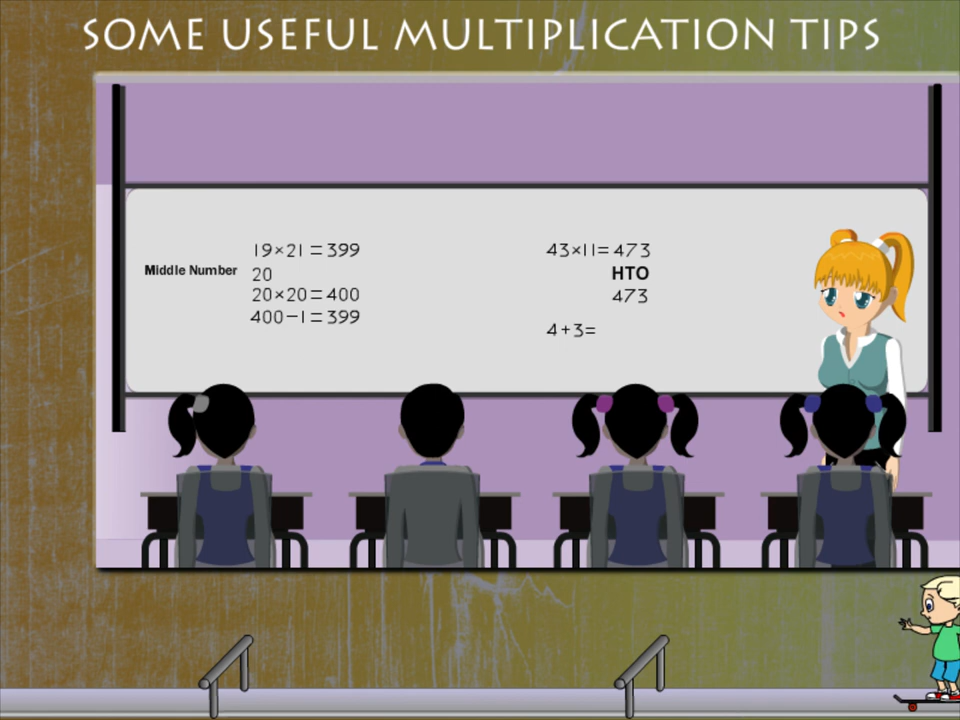 SOME USEFUL MULTIPLICATION TIPS
19×21=399
Middle Number 20
20×20=400
400−1=399
43×11=473
HTO
473
4+3=